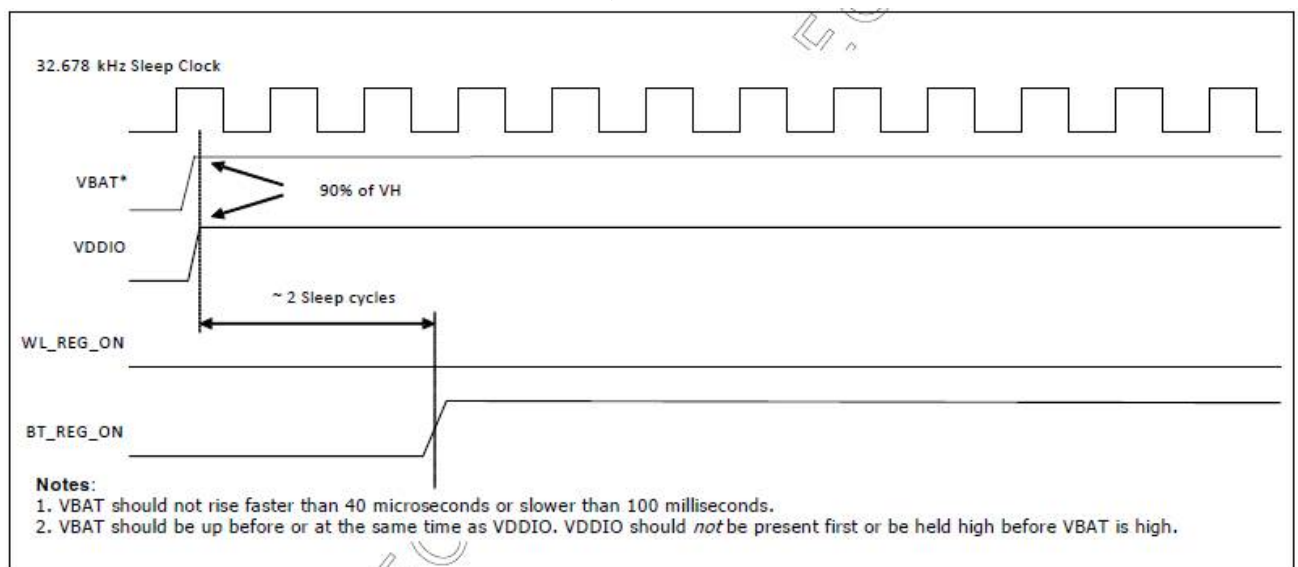 32.678 kHz Sleep Clock
VBAT*
90% of VH
VDDIO
~ 2 Sleep cycles
WL_REG_ON
BT_REG_ON
Notes:
1. VBAT should not rise faster than 40 microseconds or slower than 100 milliseconds.
2. VBAT should be up before or at the same time as VDDIO. VDDIO should not be present first or be held high before VBAT is high.